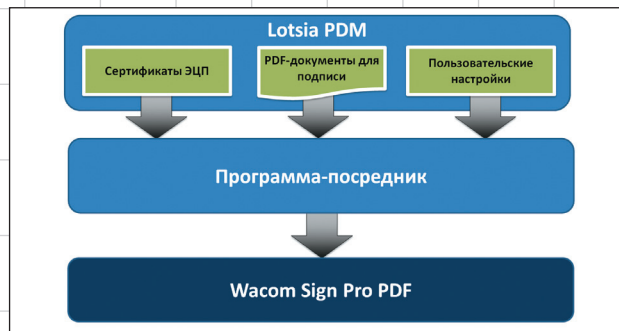 Lotsia PDM
Сертификаты ЭЦП
PDF-документы для
подписи
Пользовательские
настройки
Программа-посредник
Wacom Sign Pro PDF